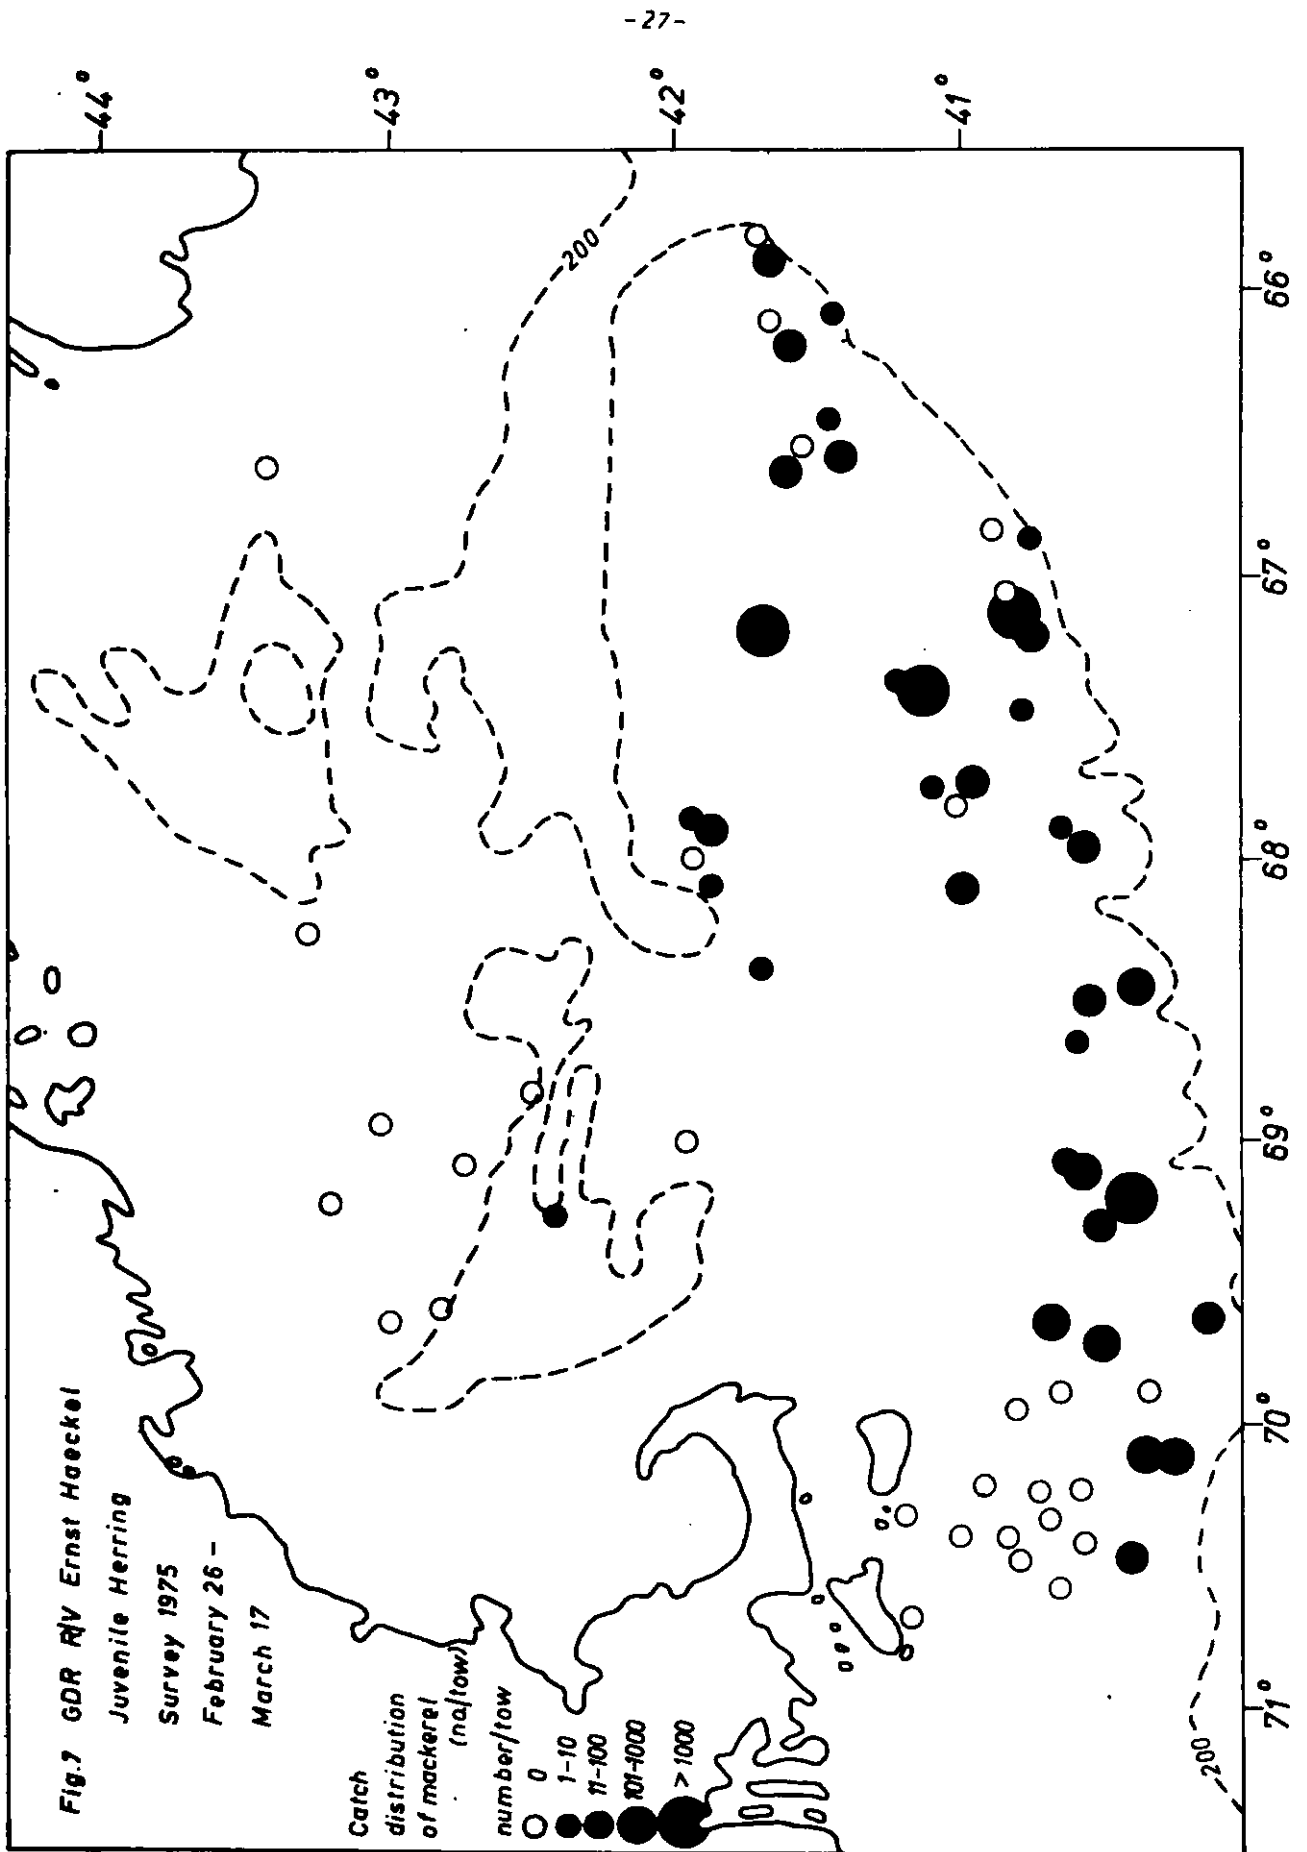 -27-
Fig.7 GDR R/V Ernst Haeckel
Juvenile Herring
Survey 1975
February 26 -
March 17
Catch
distribution
of mackerel
(no/tow)
number/tow
0
1-10
11-100
101-1000
> 1000
44°
43°
42°
41°
200
200
71°
70°
69°
68°
67°
66°